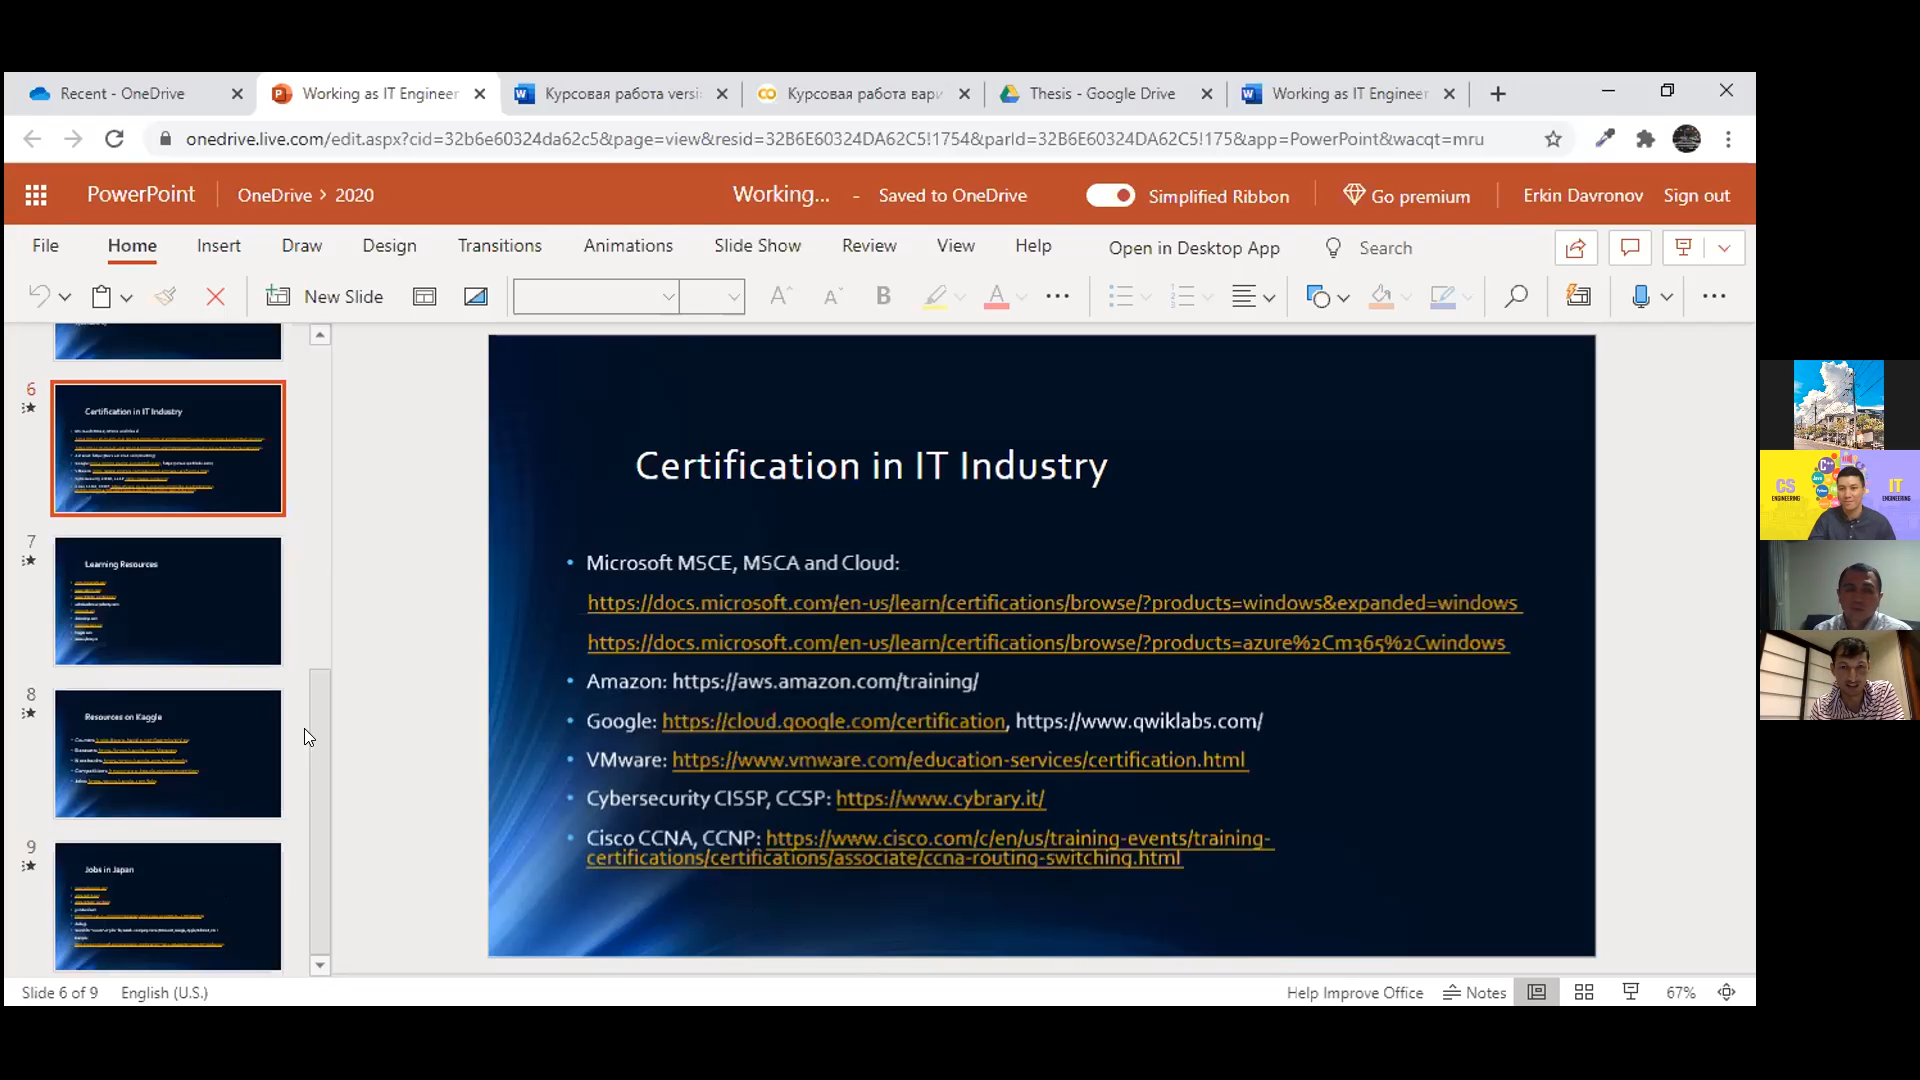 Recent - OneDrive
Working as IT Engineer
Курсовая работа versi
Курсовая работа вари
Thesis - Google Drive
Working as IT Engineer
onedrive.live.com/edit.aspx?cid=32b6e60324da62c5&page=view&resid=32B6E60324DA62C5!1754&parId=32B6E60324DA62C5!175&app=PowerPoint&wacqt=mru
PowerPoint
OneDrive > 2020
Working... - Saved to OneDrive
Simplified Ribbon
Go premium
Erkin Davronov
Sign out
File
Home
Insert
Draw
Design
Transitions
Animations
Slide Show
Review
View
Help
Open in Desktop App
Search
New Slide
6
Certification in IT Industry
7
Learning Resources
8
Resources on Kaggle
9
Jobs in Japan
Certification in IT Industry
• Microsoft MSCE, MSCA and Cloud:
https://docs.microsoft.com/en-us/learn/certifications/browse/?products=windows&expanded=windows
https://docs.microsoft.com/en-us/learn/certifications/browse/?products=azure%2Cm365%2Cwindows
• Amazon: https://aws.amazon.com/training/
• Google: https://cloud.google.com/certification, https://www.qwiklabs.com/
• VMware: https://www.vmware.com/education-services/certification.html
• Cybersecurity CISSP, CCSP: https://www.cybrary.it/
• Cisco CCNA, CCNP: https://www.cisco.com/c/en/us/training-events/training-
certifications/certifications/associate/ccna-routing-switching.html
CS
ENGINEERING
C++
IT
ENGINEERING
Slide 6 of 9
English (U.S.)
Help Improve Office
Notes
67%